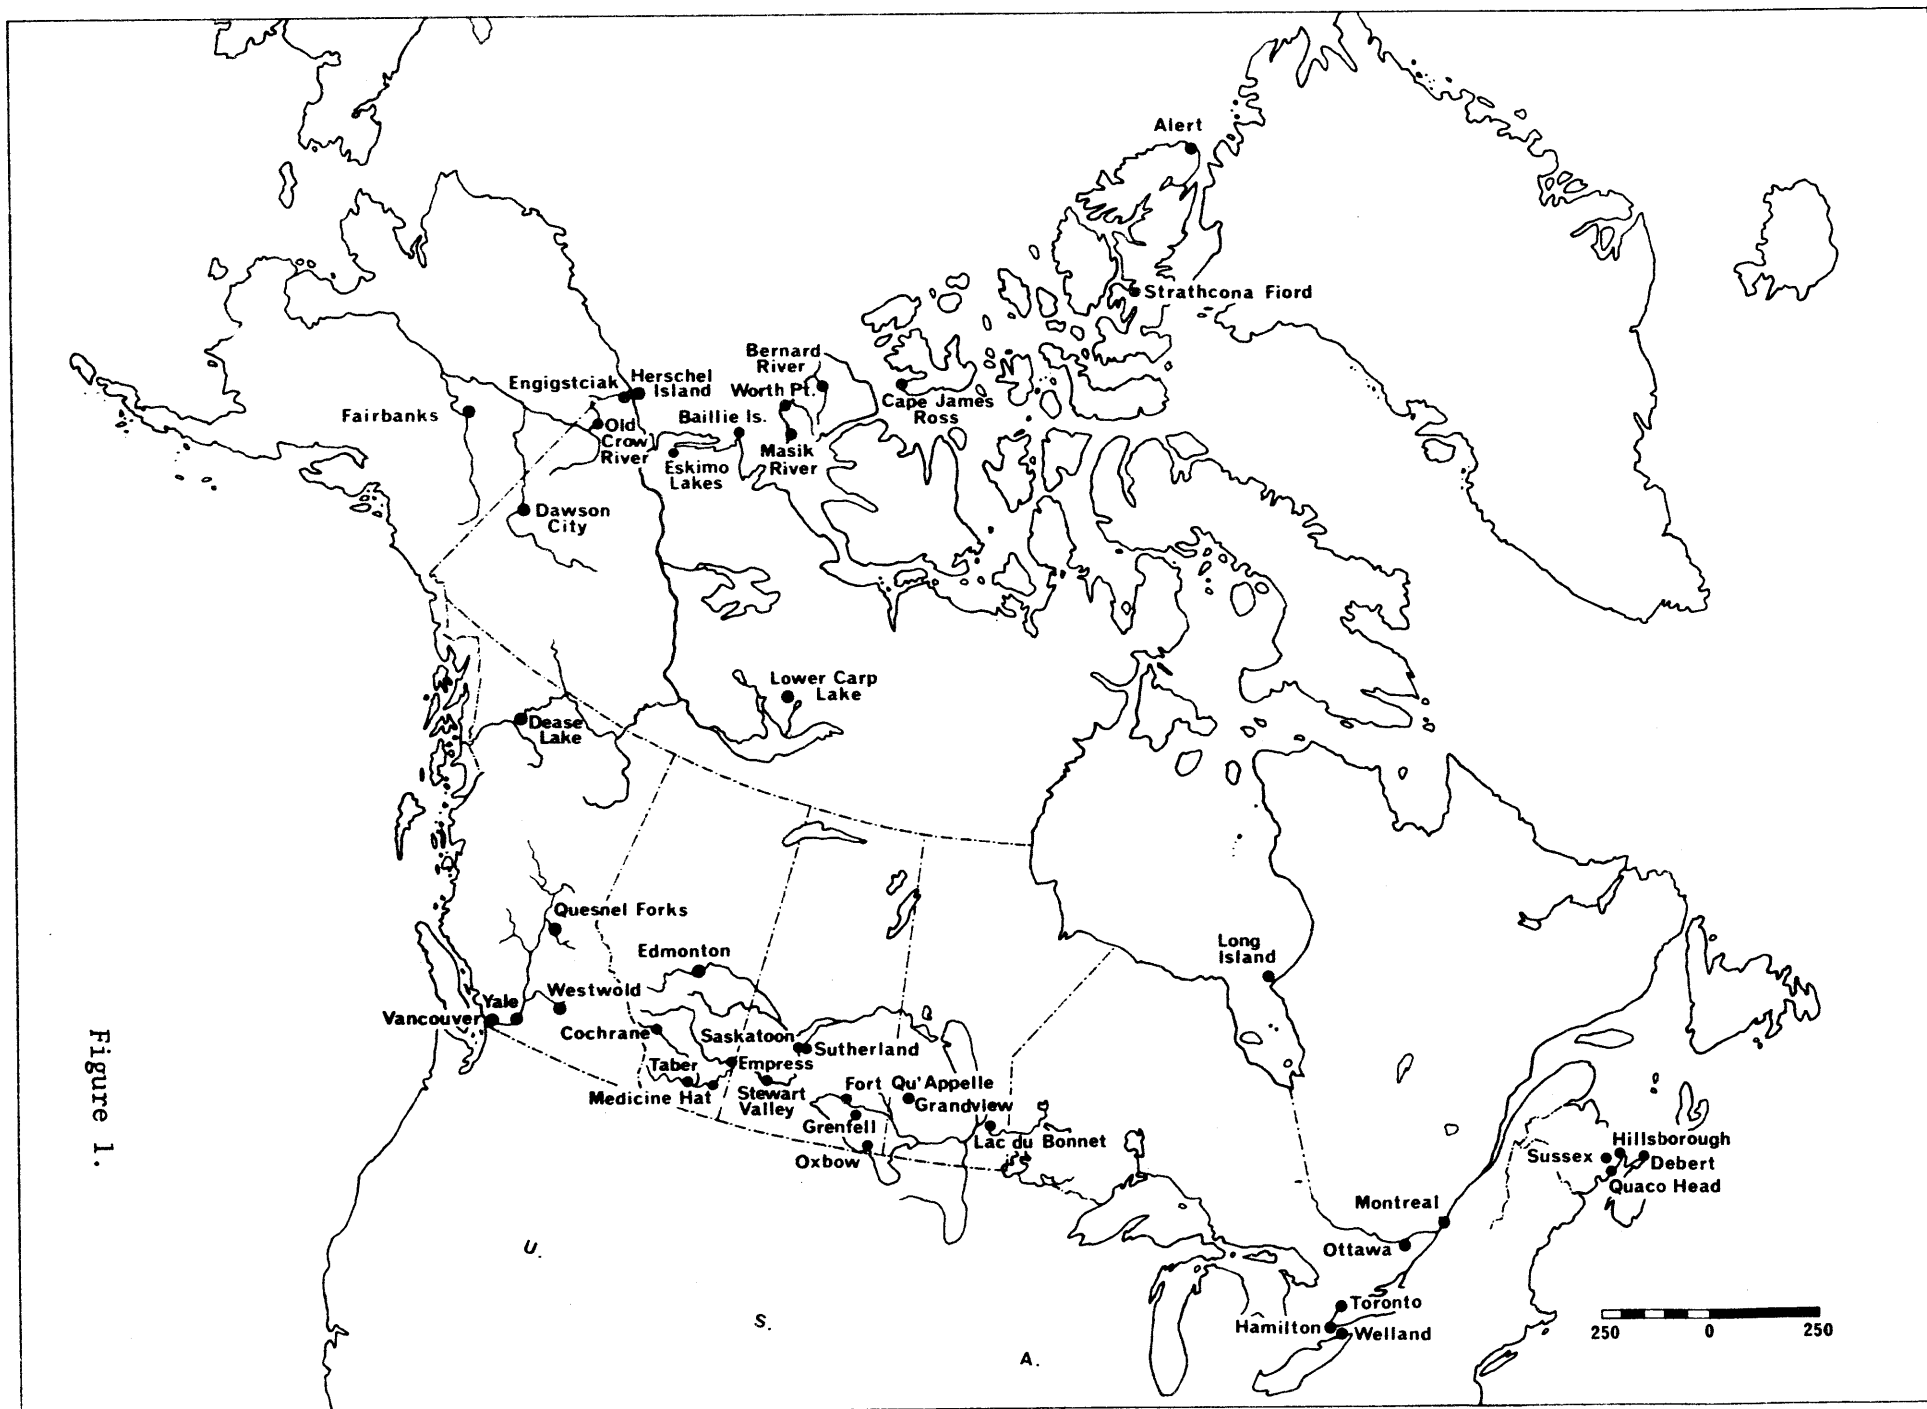 Alert
Strathcona Fiord
Bernard
River
Worth Pt.
Engigstciak
Herschel
Island
Baillie Is.
Cape James
Ross
Fairbanks
Old
Crow
River
Masik
River
Eskimo
Lakes
Dawson
City
Lower Carp
Lake
Dease
Lake
Quesnel Forks
Edmonton
Long
Island
Westwold
Yale
Vancouver
Cochrane
Saskatoon
Sutherland
Taber
Empress
Medicine Hat
Stewart
Valley
Fort Qu'Appelle
Grandview
Grenfell
Lac du Bonnet
Oxbow
Hillsborough
Sussex
Debert
Quaco Head
Montreal
Ottawa
Toronto
Hamilton
Welland
U.
S.
A.
250 0 250
Figure 1.